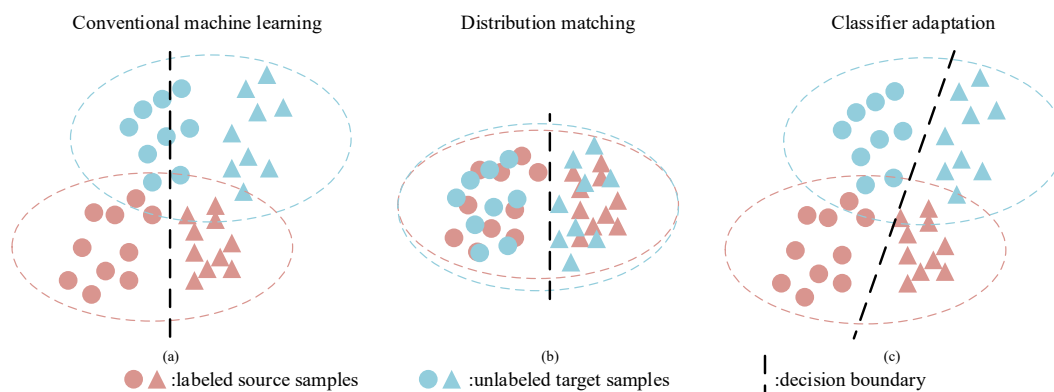 Conventional machine learning
Distribution matching
Classifier adaptation
(a)
(b)
(c)
:labeled source samples
:unlabeled target samples
:decision boundary